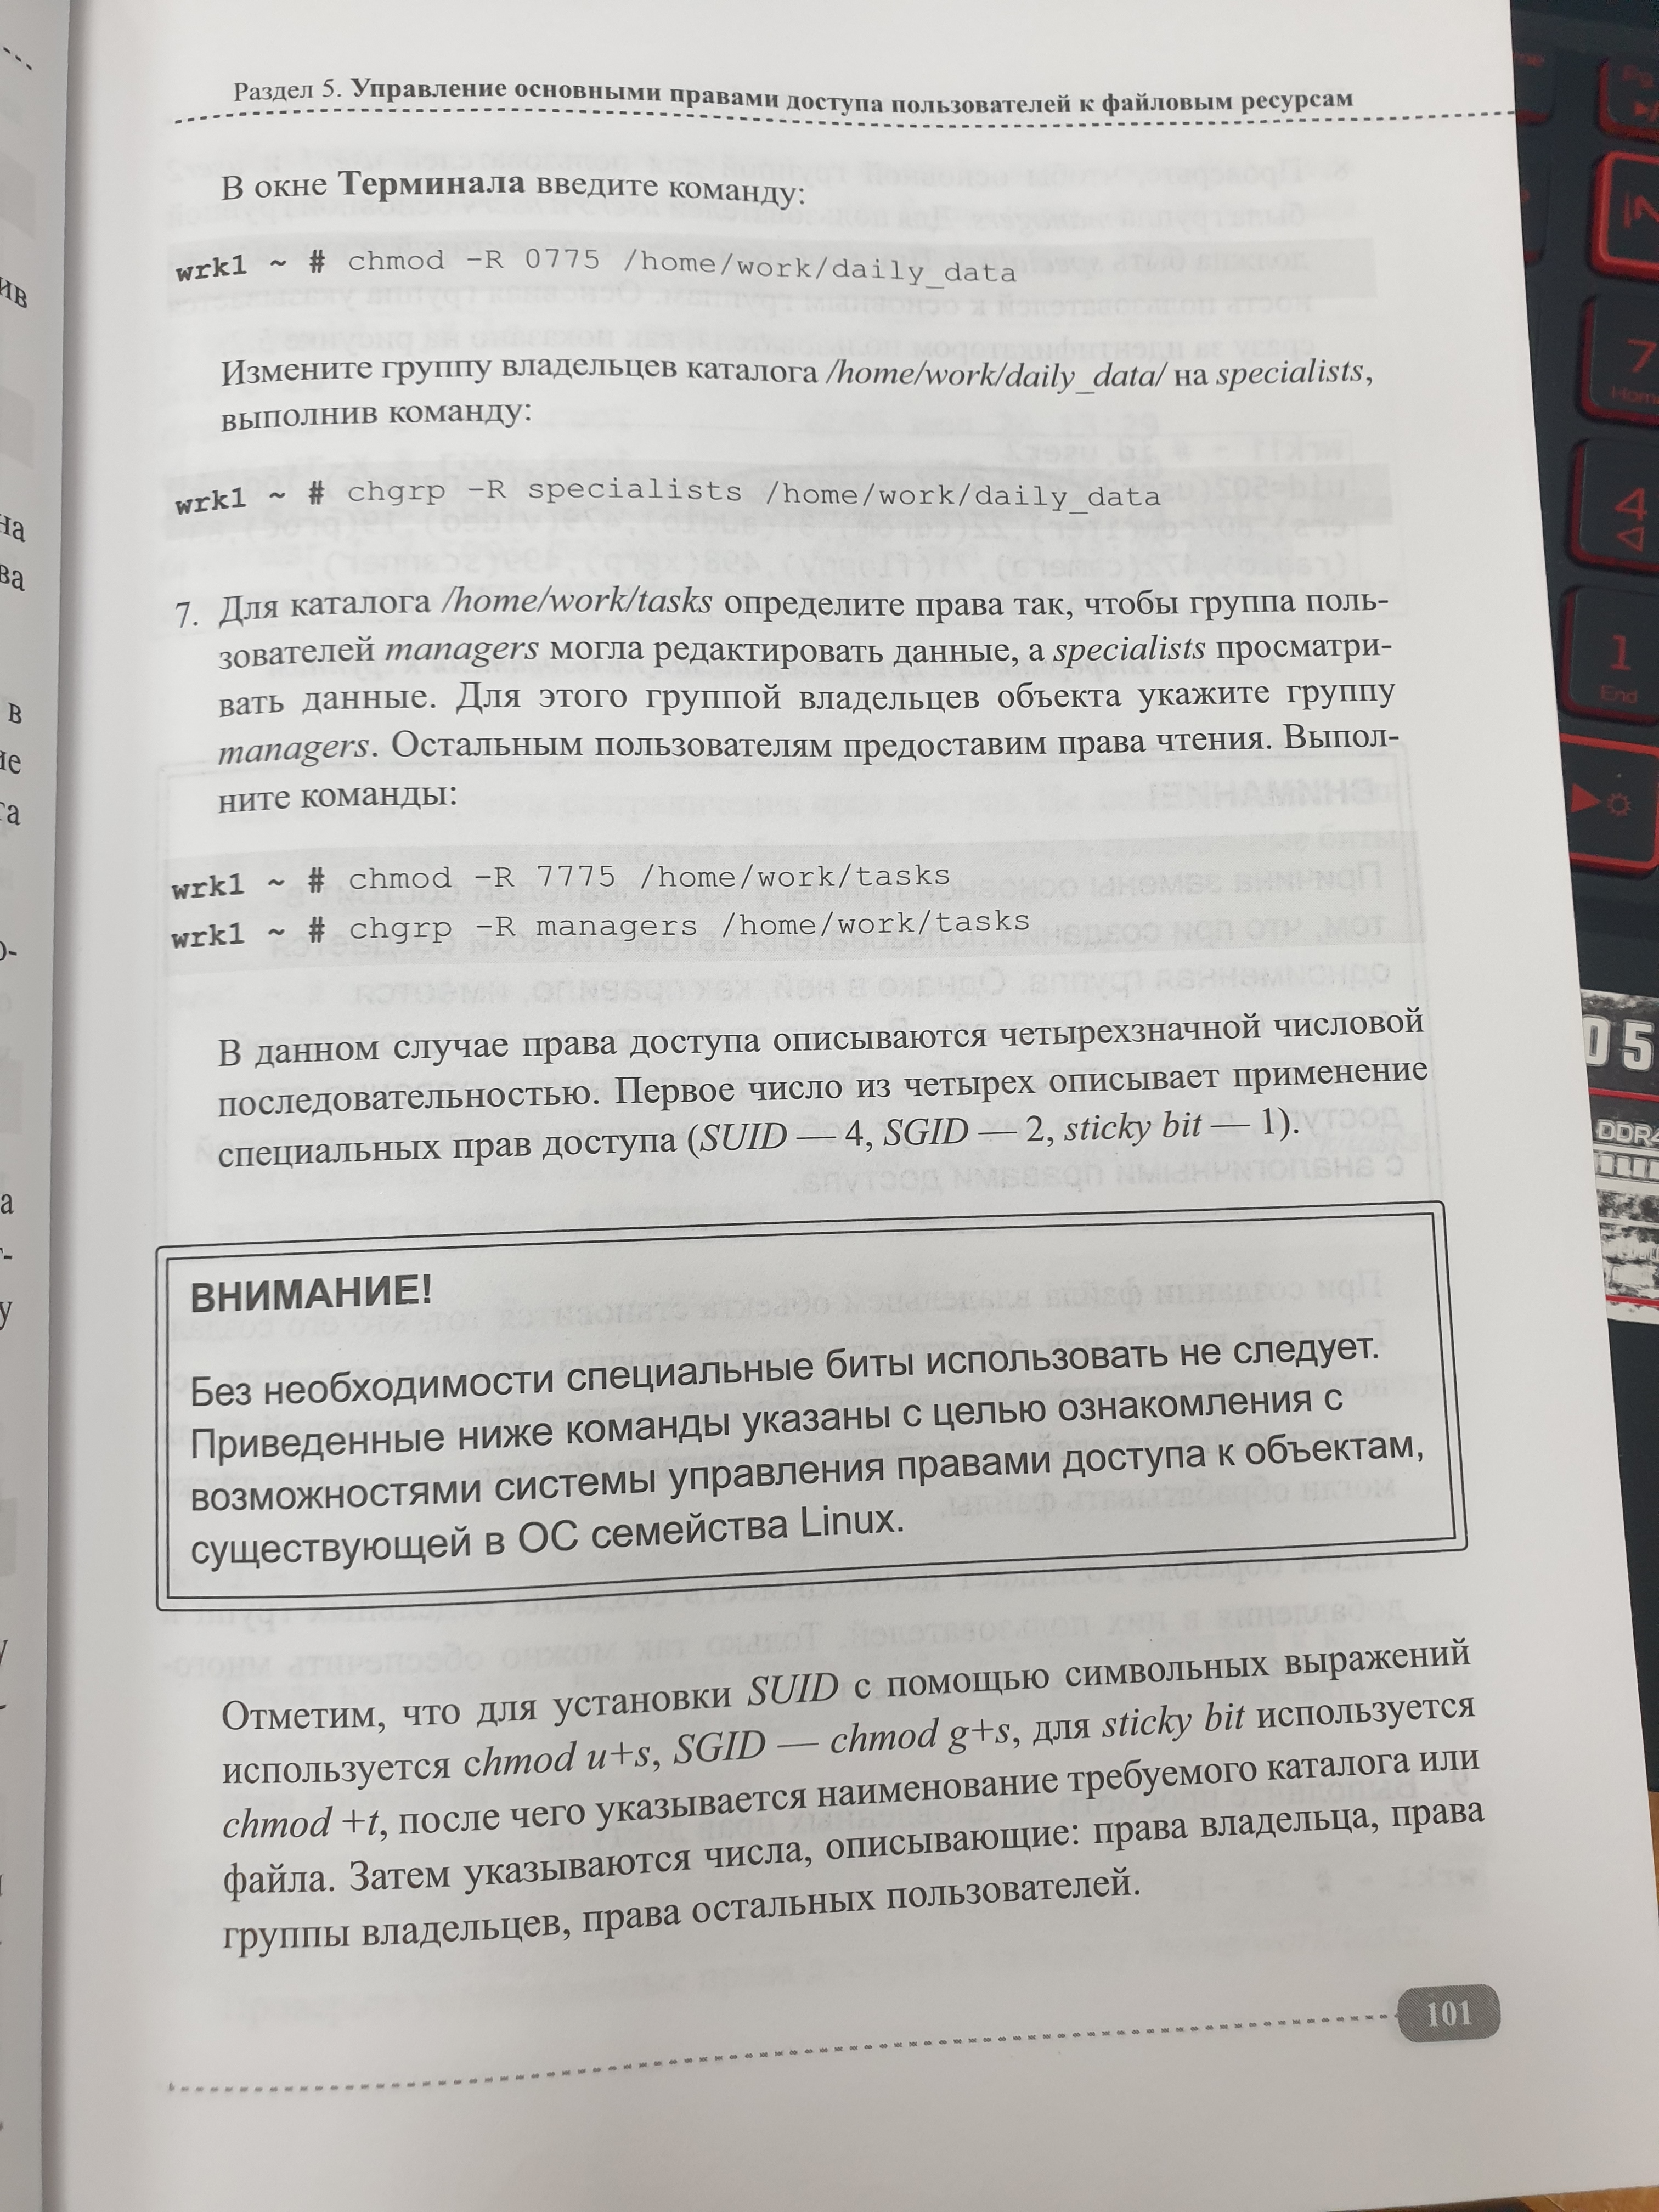 Раздел 5. Управление основными правами доступа пользователей к файловым ресурсам
В окне Терминала введите команду:
wrk1 ~ # chmod -R 0775 /home/work/daily_data
Измените группу владельцев каталога /home/work/daily_data/ на specialists,
выполнив команду:
wrk1 ~ # chgrp -R specialists /home/work/daily_data
7. Для каталога /home/work/tasks определите права так, чтобы группа поль-
зователей managers могла редактировать данные, а specialists просматри-
вать данные. Для этого группой владельцев объекта укажите группу
managers. Остальным пользователям предоставим права чтения. Выпол-
ните команды:
wrk1 ~ # chmod -R 7775 /home/work/tasks
wrk1 ~ # chgrp -R managers /home/work/tasks
В данном случае права доступа описываются четырехзначной числовой
последовательностью. Первое число из четырех описывает применение
специальных прав доступа (SUID — 4, SGID — 2, sticky bit — 1).
ВНИМАНИЕ!
Без необходимости специальные биты использовать не следует.
Приведенные ниже команды указаны с целью ознакомления с
возможностями системы управления правами доступа к объектам,
существующей в ОС семейства Linux.
Отметим, что для установки SUID с помощью символьных выражений
используется chmod u+s, SGID — chmod g+s, для sticky bit используется
chmod +t, после чего указывается наименование требуемого каталога или
файла. Затем указываются числа, описывающие: права владельца, права
группы владельцев, права остальных пользователей.
101
7
Home
4
1
End
05
DDR4